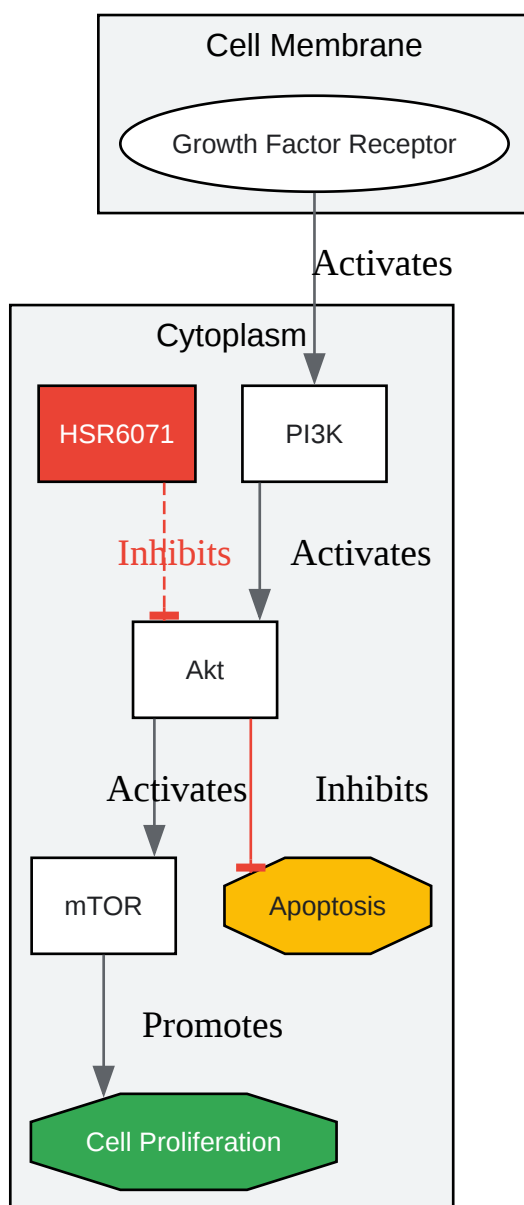 Cell Membrane
Growth Factor Receptor
Activates
Cytoplasm
HSR6071
PI3K
Inhibits
Activates
Akt
Activates
Inhibits
mTOR
Apoptosis
Promotes
Cell Proliferation